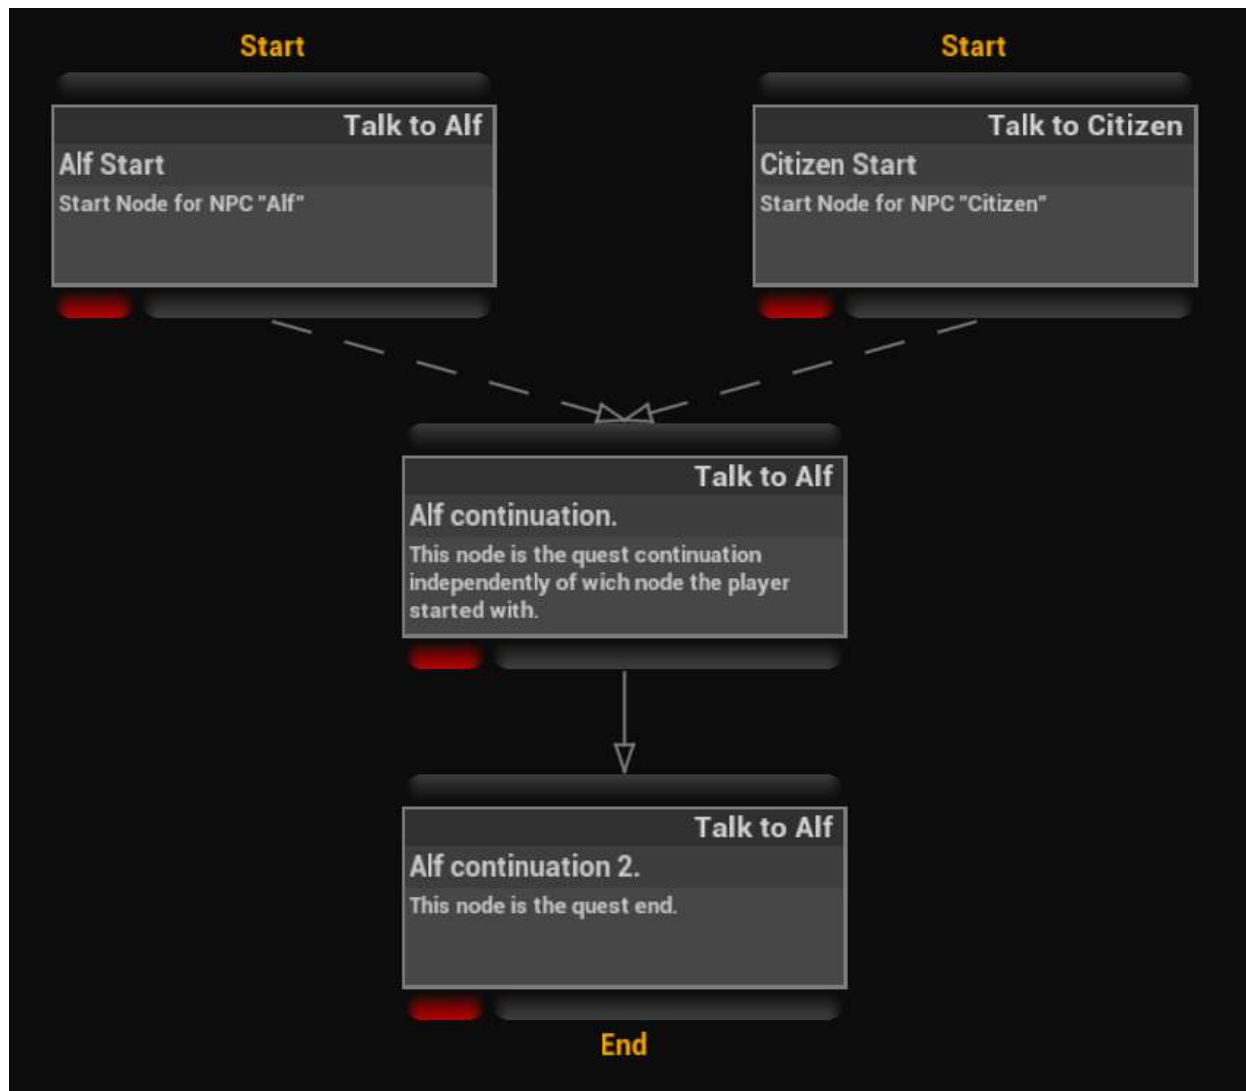 Start
Talk to Alf
Alf Start
Start Node for NPC "Alf"
Start
Talk to Citizen
Citizen Start
Start Node for NPC "Citizen"
Talk to Alf
Alf continuation.
This node is the quest continuation
independently of wich node the player
started with.
Talk to Alf
Alf continuation 2.
This node is the quest end.
End